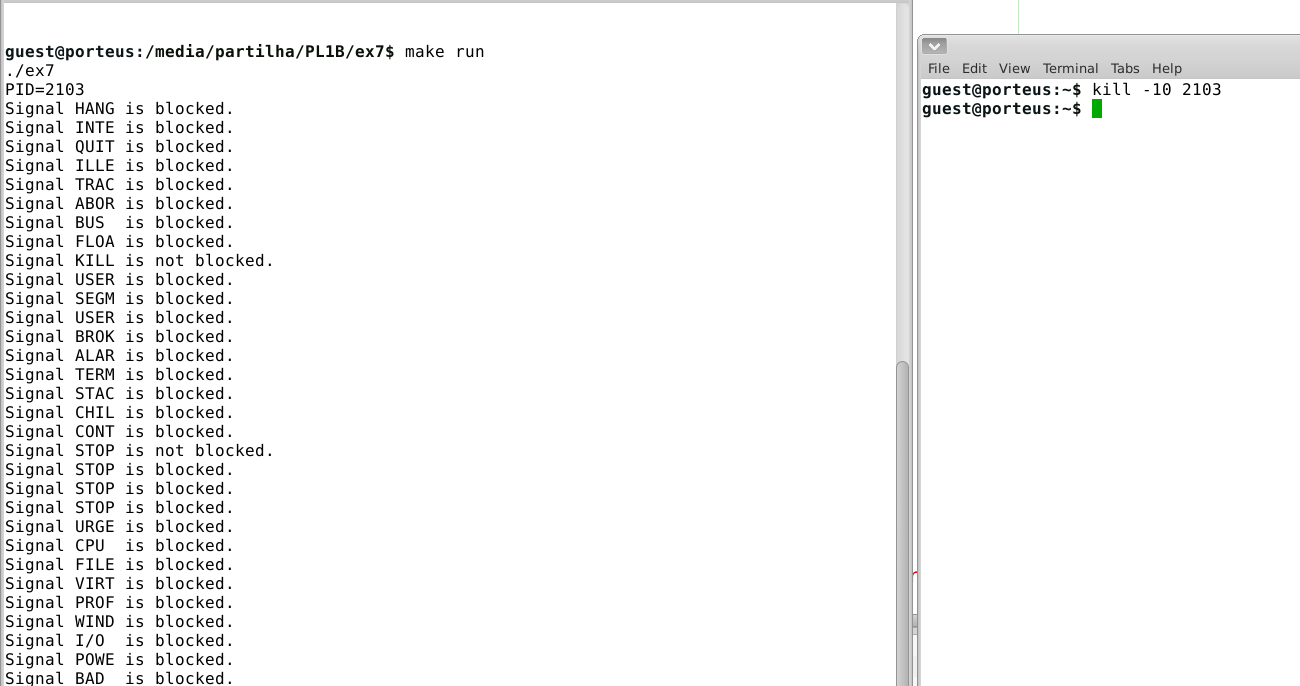 guest@porteus:/media/partilha/PL1B/ex7$ make run
./ex7
PID=2103
Signal HANG is blocked.
Signal INTE is blocked.
Signal QUIT is blocked.
Signal ILLE is blocked.
Signal TRAC is blocked.
Signal ABOR is blocked.
Signal BUS  is blocked.
Signal FLOA is blocked.
Signal KILL is not blocked.
Signal USER is blocked.
Signal SEGM is blocked.
Signal USER is blocked.
Signal BROK is blocked.
Signal ALAR is blocked.
Signal TERM is blocked.
Signal STAC is blocked.
Signal CHIL is blocked.
Signal CONT is blocked.
Signal STOP is not blocked.
Signal STOP is blocked.
Signal STOP is blocked.
Signal STOP is blocked.
Signal URGE is blocked.
Signal CPU  is blocked.
Signal FILE is blocked.
Signal VIRT is blocked.
Signal PROF is blocked.
Signal WIND is blocked.
Signal I/O  is blocked.
Signal POWE is blocked.
Signal BAD  is blocked.
File Edit View Terminal Tabs Help
guest@porteus:~$ kill -10 2103
guest@porteus:~$